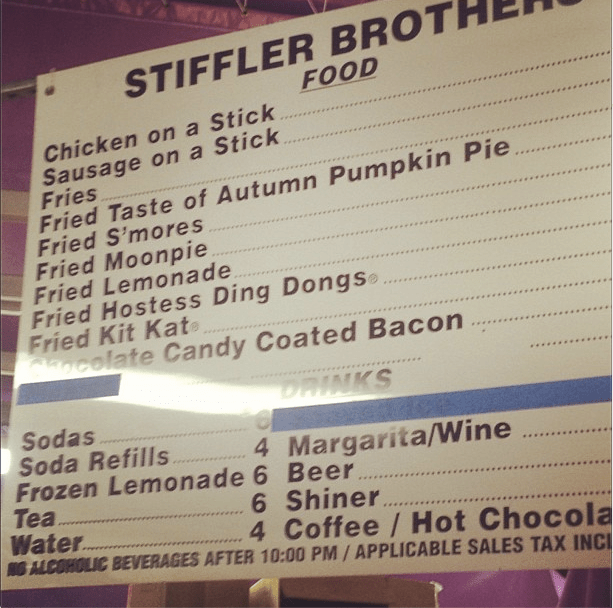 STIFFLER BROTHERS
FOOD
Chicken on a Stick
Sausage on a Stick
Fries
Fried Taste of Autumn Pumpkin Pie
Fried S'mores
Fried Moonpie
Fried Lemonade
Fried Hostess Ding Dongs®
Fried Kit Kat®
Chocolate Candy Coated Bacon
DRINKS
Sodas 6
Soda Refills 4 Margarita/Wine
Frozen Lemonade 6 Beer
Tea 6 Shiner
Water 4 Coffee / Hot Chocola
NO ALCOHOLIC BEVERAGES AFTER 10:00 PM / APPLICABLE SALES TAX INCL